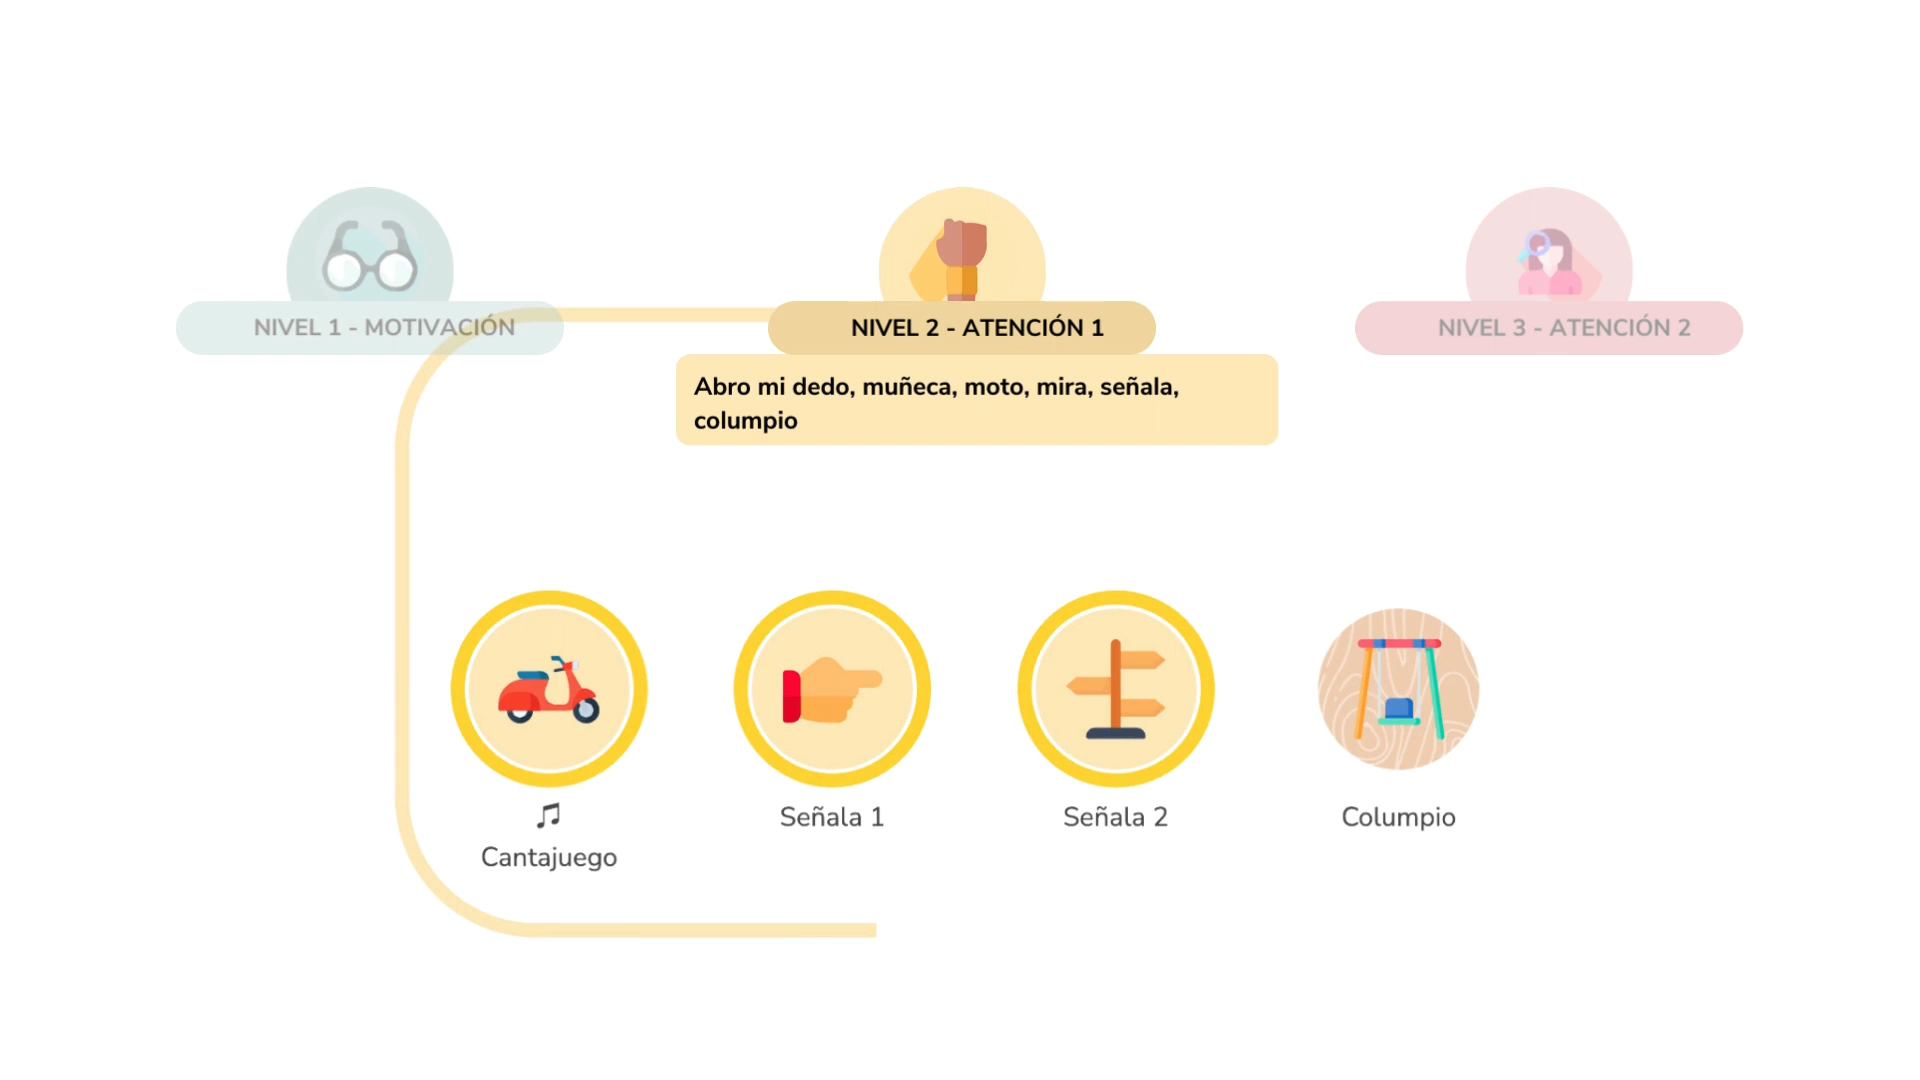 NIVEL 1 - MOTIVACIÓN
NIVEL 2 - ATENCIÓN 1
NIVEL 3 - ATENCIÓN 2
Abro mi dedo, muñeca, moto, mira, señala,
columpio
🎵
Cantajuego
Señala 1
Señala 2
Columpio